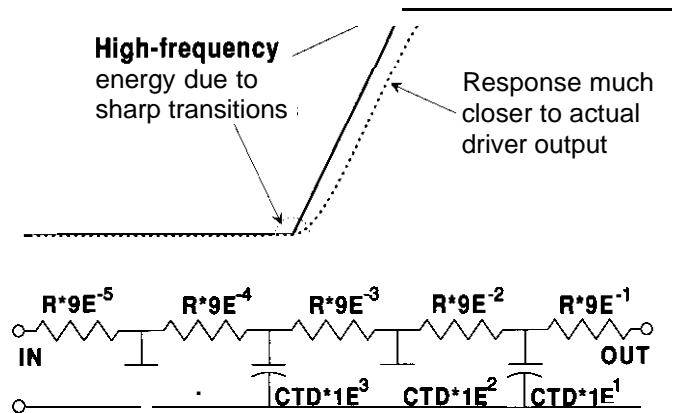 High-frequency
energy due to
sharp transitions
Response much
closer to actual
driver output
R*9E-5 R*9E-4 R*9E-3 R*9E-2 R*9E-1
IN OUT
CTD*1E3 CTD*1E2 CTD*1E1